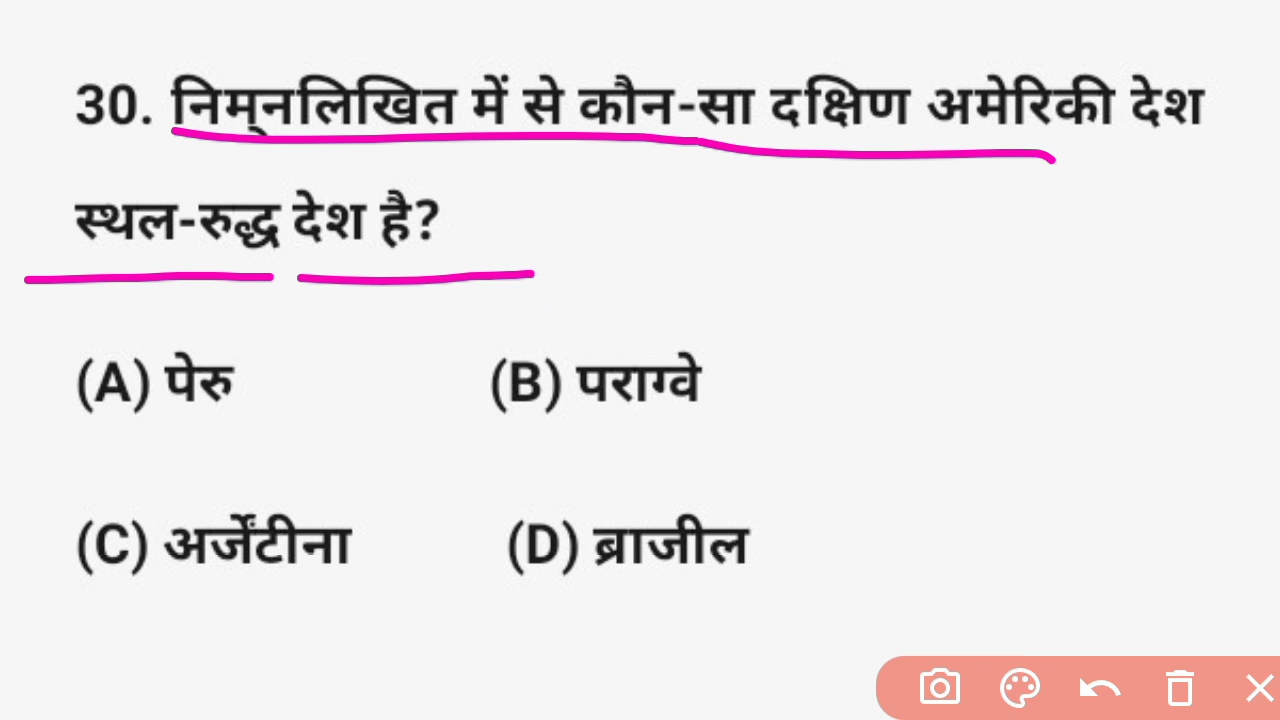 30. निम्नलिखित में से कौन-सा दक्षिण अमेरिकी देश
स्थल-रुद्ध देश है?
(A) पेरु (B) पराग्वे
(C) अर्जेंटीना (D) ब्राजील